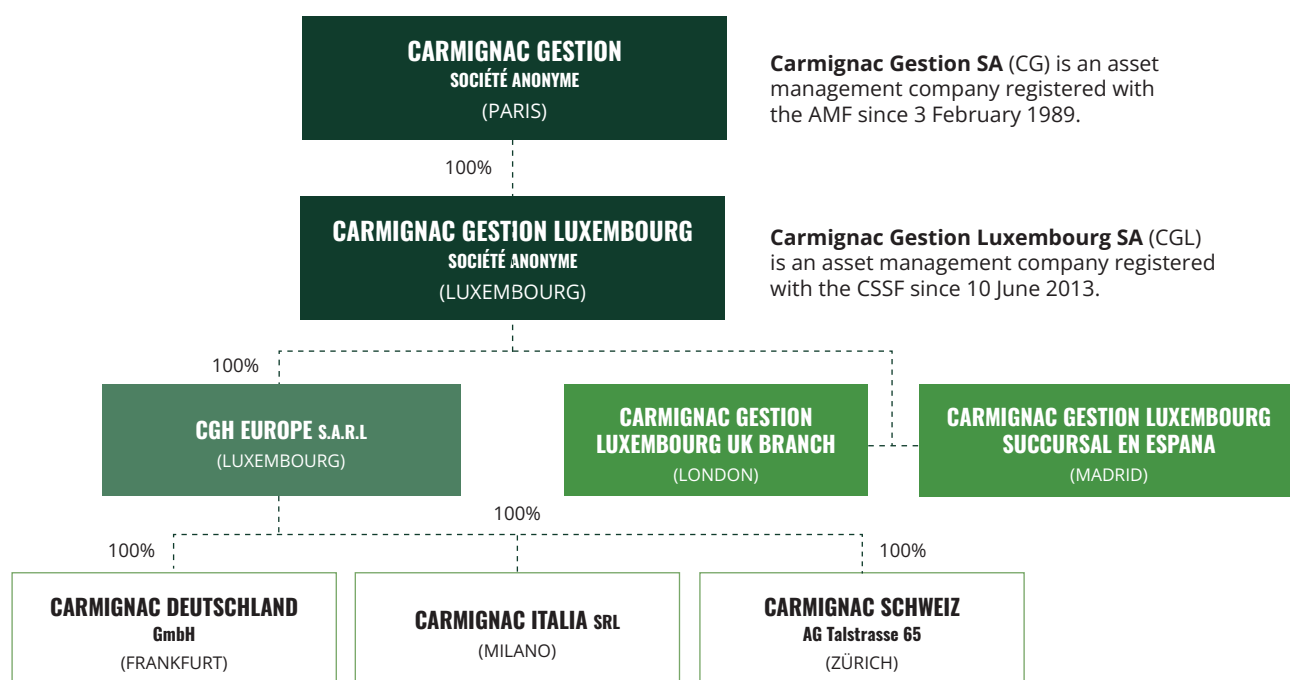 CARMIGNAC GESTION
SOCIÉTÉ ANONYME
(PARIS)
Carmignac Gestion SA (CG) is an asset
management company registered with
the AMF since 3 February 1989.
100%
CARMIGNAC GESTION LUXEMBOURG
SOCIÉTÉ ANONYME
(LUXEMBOURG)
Carmignac Gestion Luxembourg SA (CGL)
is an asset management company registered
with the CSSF since 10 June 2013.
100%
CGH EUROPE S.A.R.L
(LUXEMBOURG)
CARMIGNAC GESTION
LUXEMBOURG UK BRANCH
(LONDON)
CARMIGNAC GESTION LUXEMBOURG
SUCCURSAL EN ESPANA
(MADRID)
100%
100%
100%
CARMIGNAC DEUTSCHLAND
GmbH
(FRANKFURT)
CARMIGNAC ITALIA SRL
(MILANO)
CARMIGNAC SCHWEIZ
AG Talstrasse 65
(ZÜRICH)